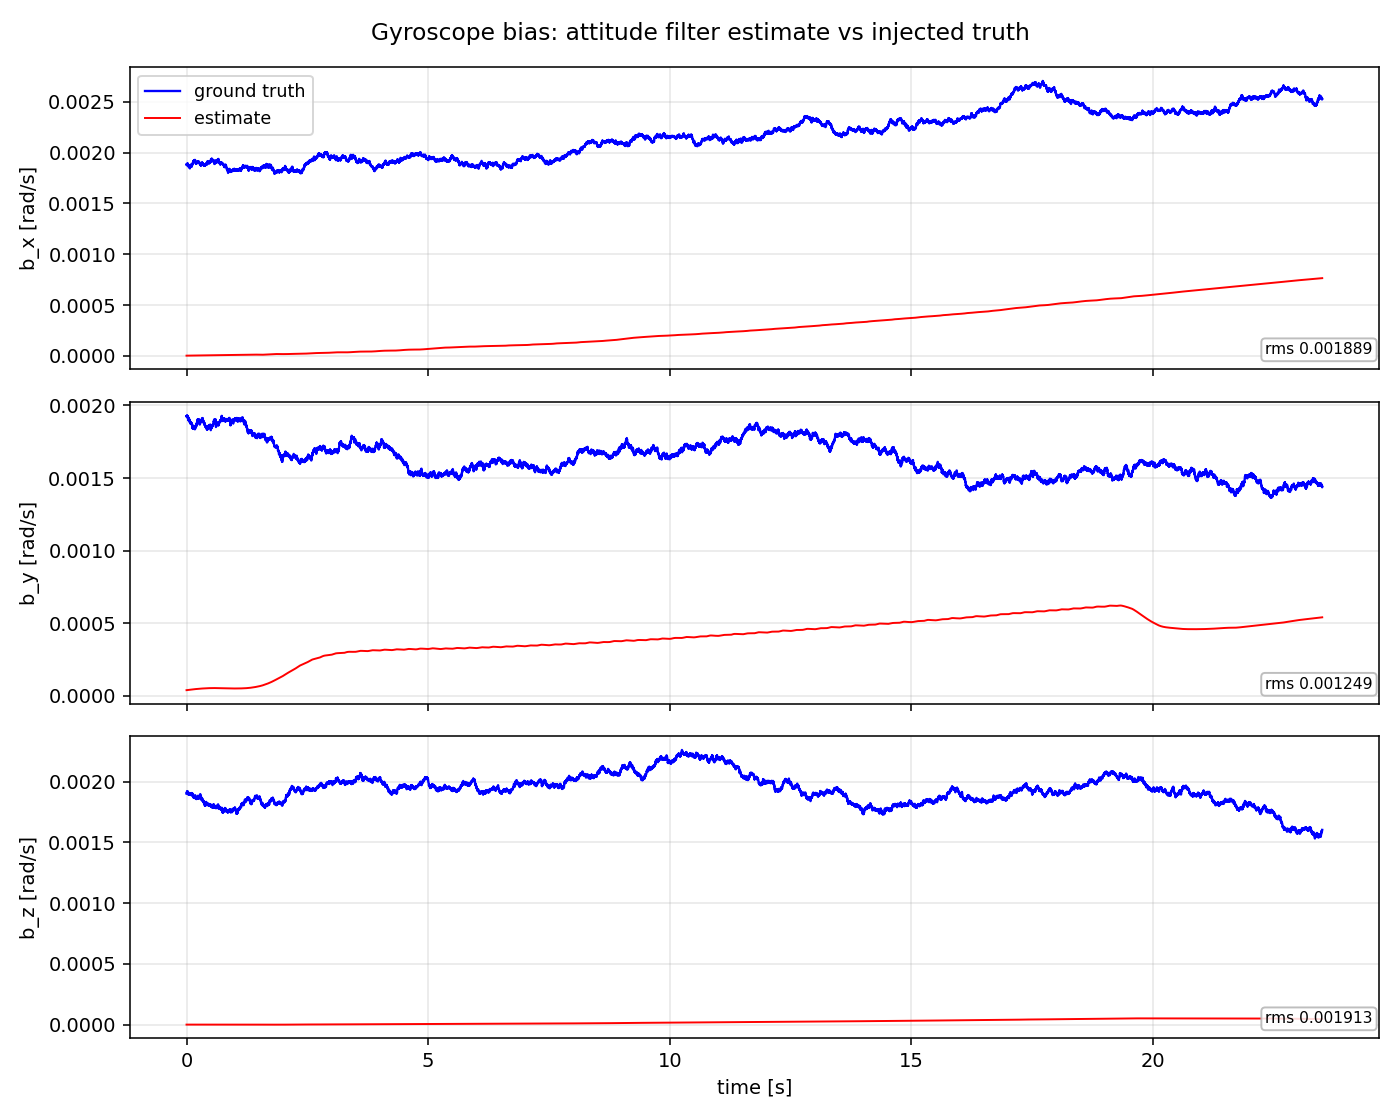 Gyroscope bias: attitude filter estimate vs injected truth
ground truth
estimate
b_x [rad/s]
0.0025
0.0020
0.0015
0.0010
0.0005
0.0000
rms 0.001889
b_y [rad/s]
0.0020
0.0015
0.0010
0.0005
0.0000
rms 0.001249
b_z [rad/s]
0.0020
0.0015
0.0010
0.0005
0.0000
rms 0.001913
0 5 10 15 20
time [s]